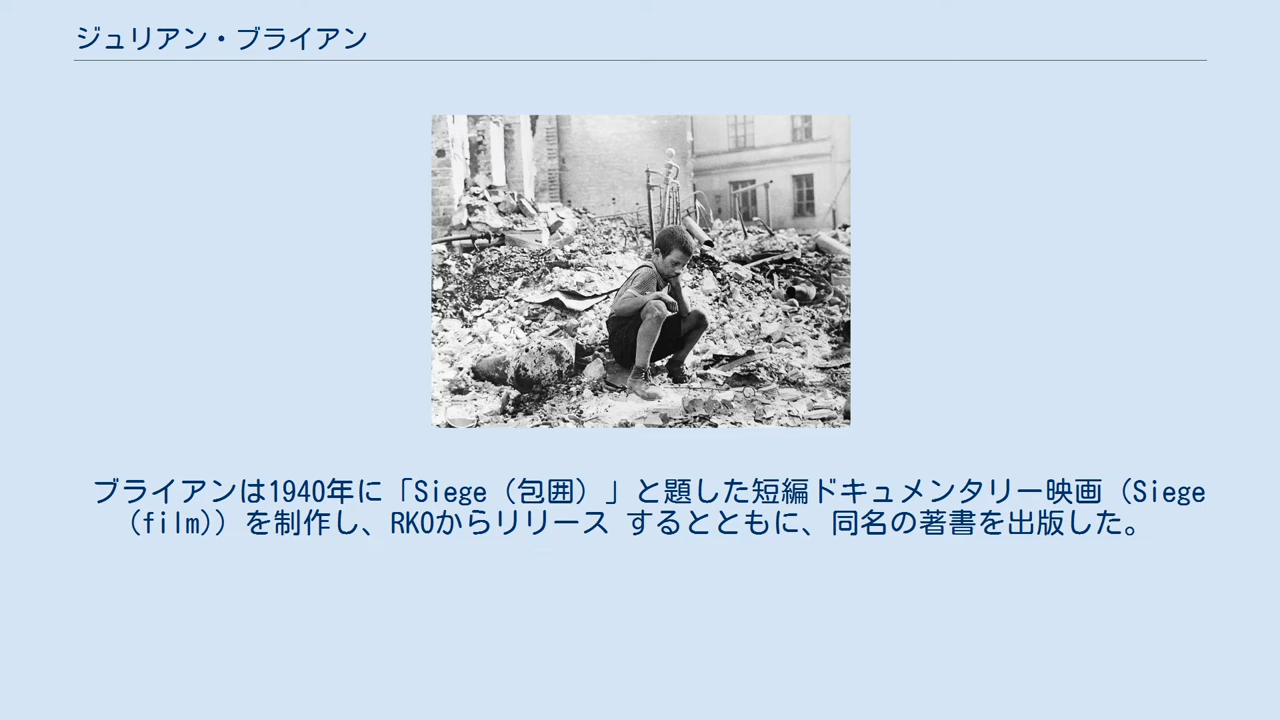 ジュリアン・ブライアン
ブライアンは1940年に「Siege（包囲）」と題した短編ドキュメンタリー映画（Siege
（film)）を制作し、RKOからリリース するとともに、同名の著書を出版した。